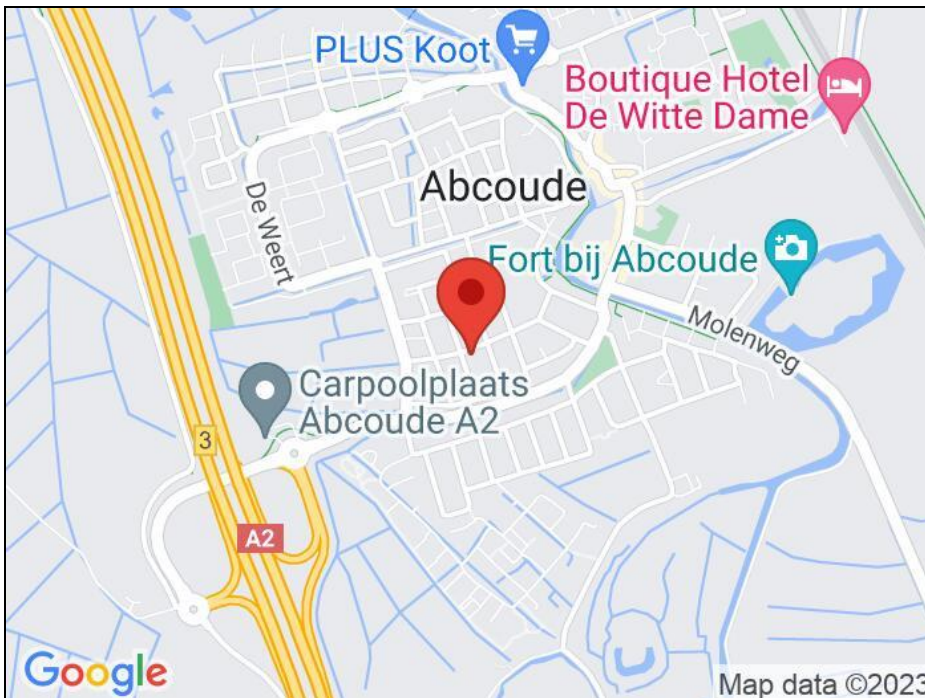 PLUS Koot
Boutique Hotel
De Witte Dame
De Weert
Abcoude
Fort bij Abcoude
Molenweg
Carpoolplaats
Abcoude A2
3
A2
Google
Map data ©2023